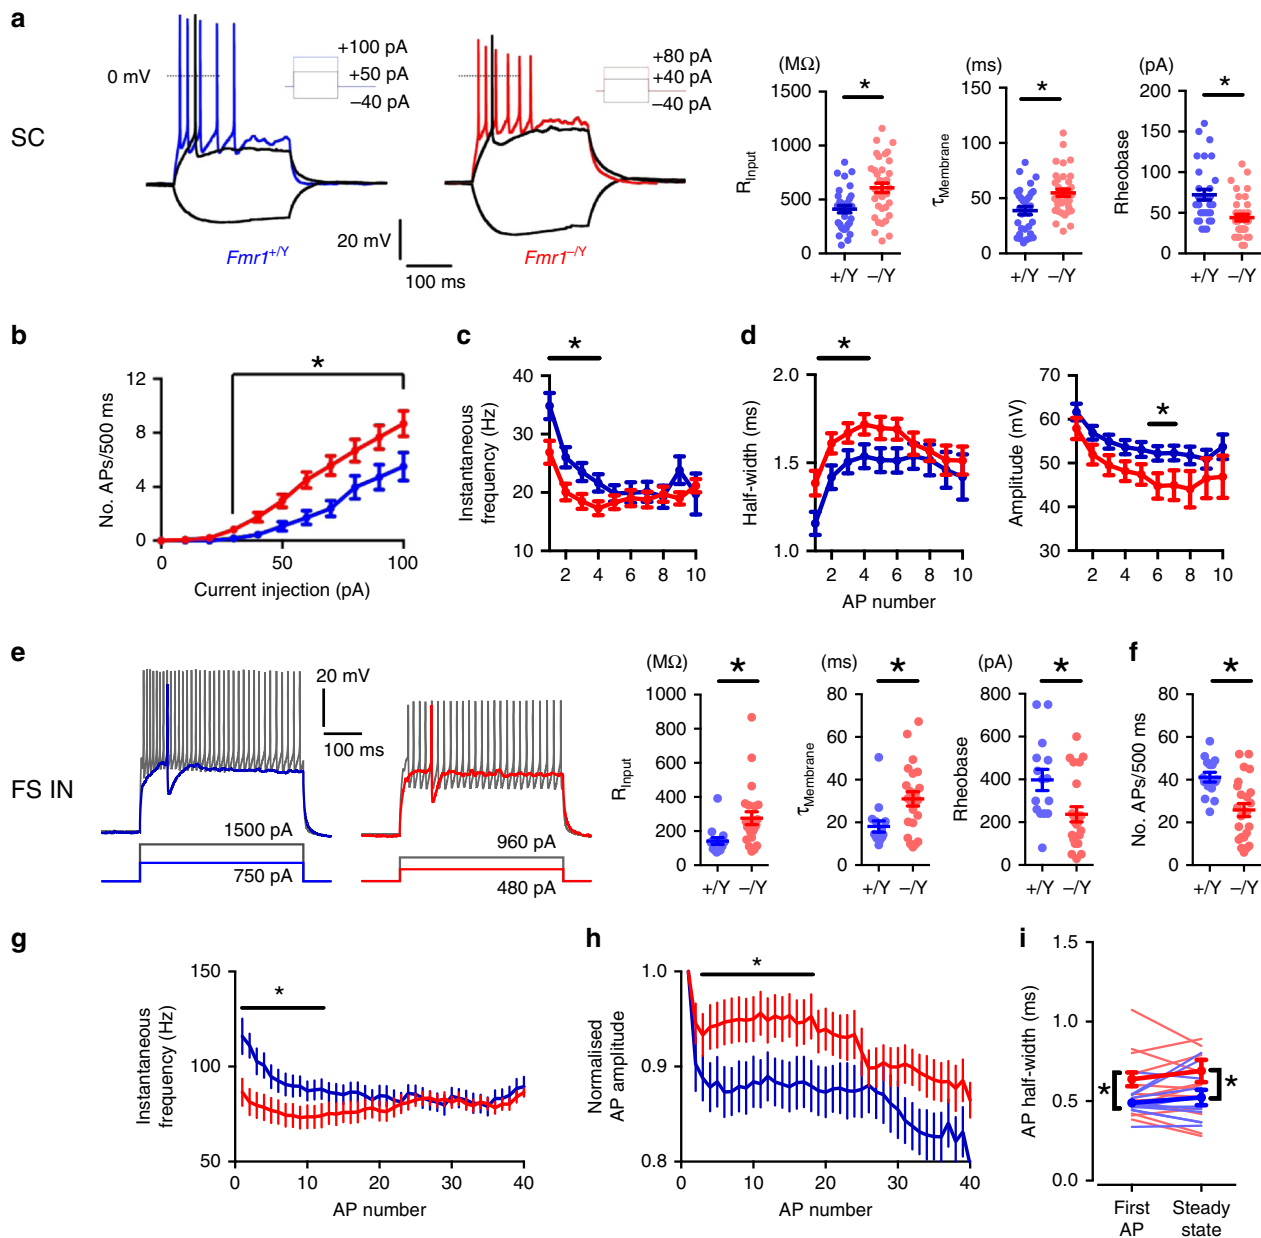 a
SC
0 mV
+100 pA
+50 pA
–40 pA
+80 pA
+40 pA
–40 pA
Fmr1+/Y
Fmr1–/Y
20 mV
100 ms
(MΩ)
*
RInput
1500
1000
500
0
+/Y
–/Y
(ms)
*
τMembrane
150
100
50
0
+/Y
–/Y
(pA)
*
Rheobase
200
150
100
50
0
+/Y
–/Y
b
*
No. APs/500 ms
12
8
4
0
0
50
100
Current injection (pA)
c
*
Instantaneous
frequency (Hz)
40
30
20
10
2 4 6 8 10
d
*
Half-width (ms)
2.0
1.5
1.0
2 4 6 8 10
AP number
*
Amplitude (mV)
70
60
50
40
30
2 4 6 8 10
e
FS IN
20 mV
100 ms
1500 pA
750 pA
960 pA
480 pA
(MΩ)
*
RInput
1000
800
600
400
200
0
+/Y
–/Y
(ms)
*
τMembrane
80
60
40
20
0
+/Y
–/Y
(pA)
*
Rheobase
800
600
400
200
0
+/Y
–/Y
f
*
No. APs/500 ms
80
60
40
20
0
+/Y
–/Y
g
*
Instantaneous
frequency (Hz)
150
100
50
0 10 20 30 40
AP number
h
*
Normalised
AP amplitude
1.0
0.9
0.8
0 10 20 30 40
AP number
i
AP half-width (ms)
1.5
1.0
0.5
0.0
*
*
First
AP
Steady
state